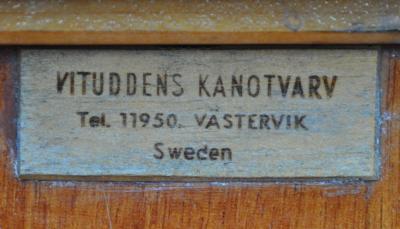 VITUDDENS KANOTVARV
Tel. 11950. VÄSTERVIK
Sweden